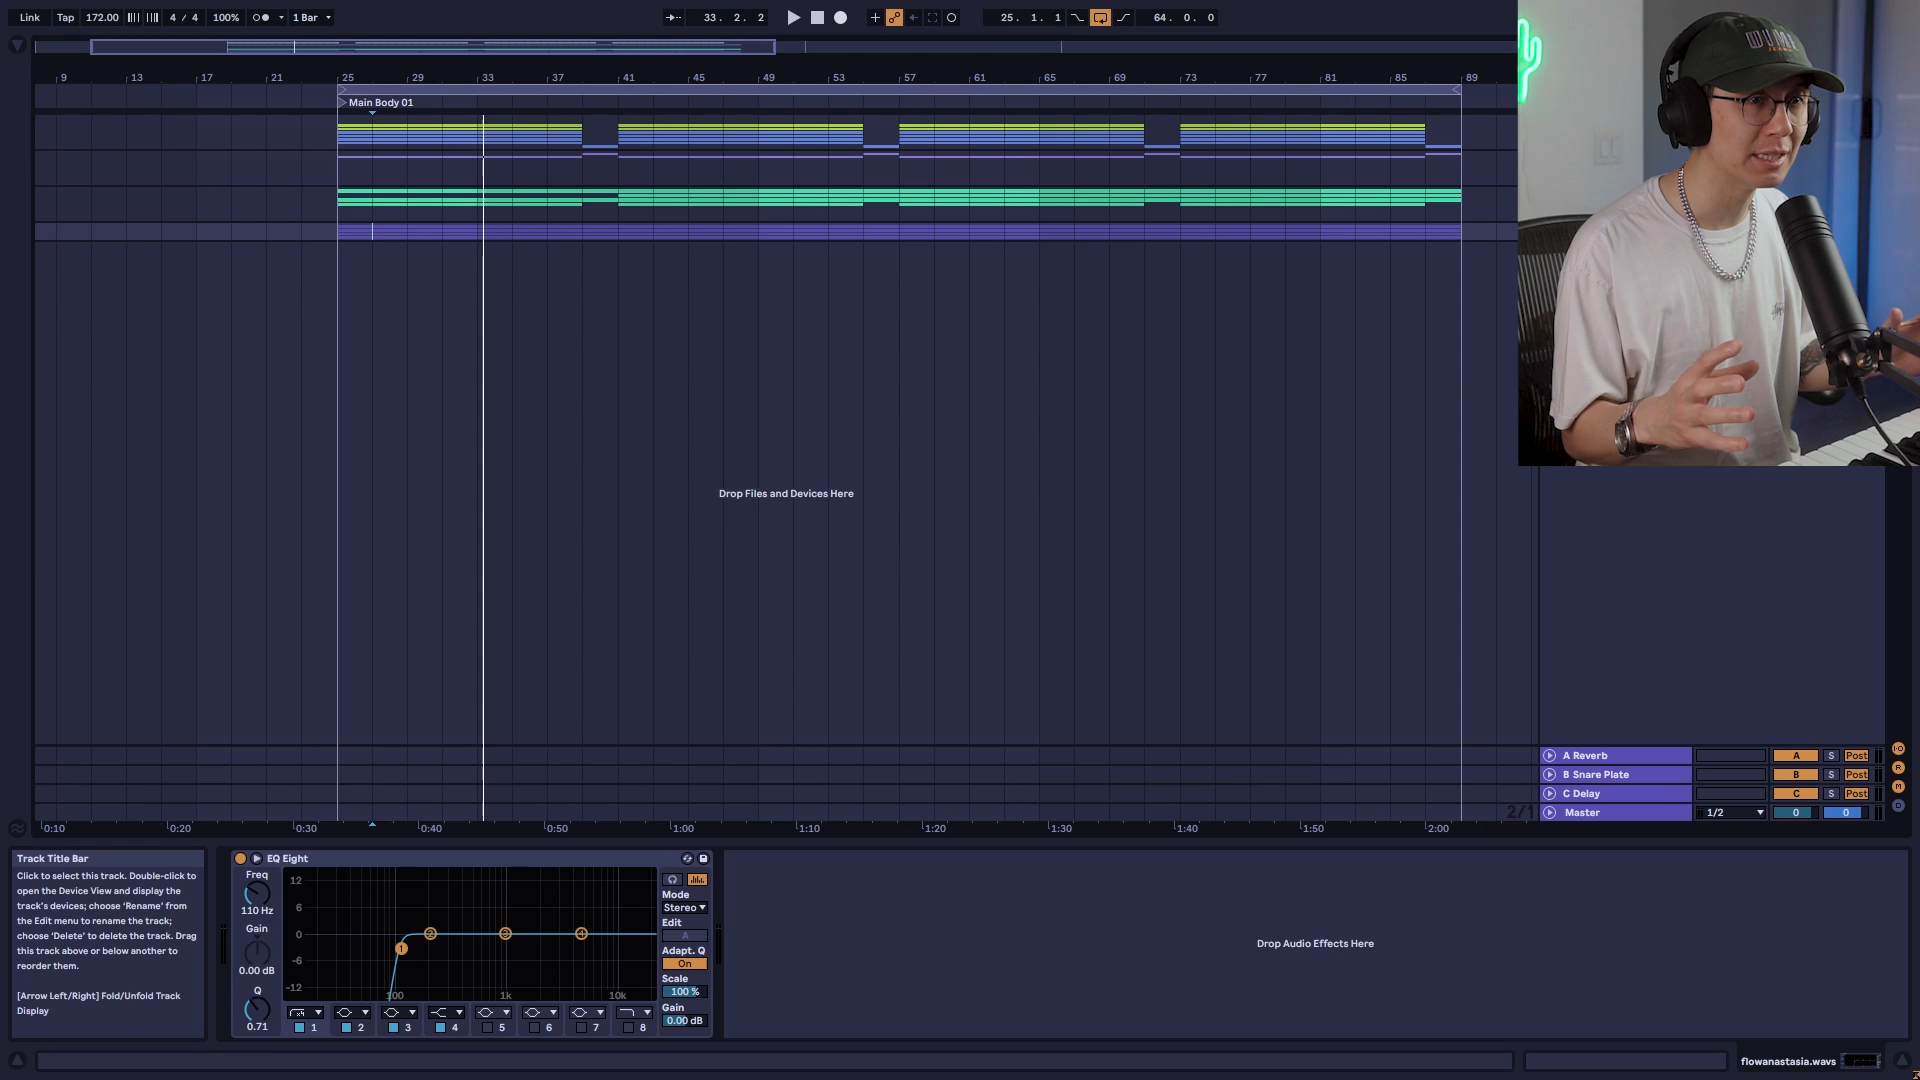 Link Tap 172.00 4 / 4 100% 1 Bar 33. 2. 2 25. 1. 1 64. 0. 0
9 13 17 21 25 29 33 37 41 45 49 53 57 61 65 69 73 77 81 85 89
Main Body 01
Drop Files and Devices Here
A Reverb A S Post
B Snare Plate B S Post
C Delay C S Post
2/1 Master 1/2 0 0
0:10 0:20 0:30 0:40 0:50 1:00 1:10 1:20 1:30 1:40 1:50 2:00
Track Title Bar
Click to select this track. Double-click to
open the Device View and display the
track's devices; choose 'Rename' from
the Edit menu to rename the track;
choose 'Delete' to delete the track. Drag
this track above or below another to
reorder them.
[Arrow Left/Right] Fold/Unfold Track
Display
EQ Eight
Freq
110 Hz
Gain
0.00 dB
Q
0.71
12
6
0
-6
-12
1 2 3 4
100 1k 10k
1 2 3 4 5 6 7 8
Mode
Stereo
Edit
A
Adapt. Q
On
Scale
100 %
Gain
0.00 dB
Drop Audio Effects Here
flowanastasia.wavs